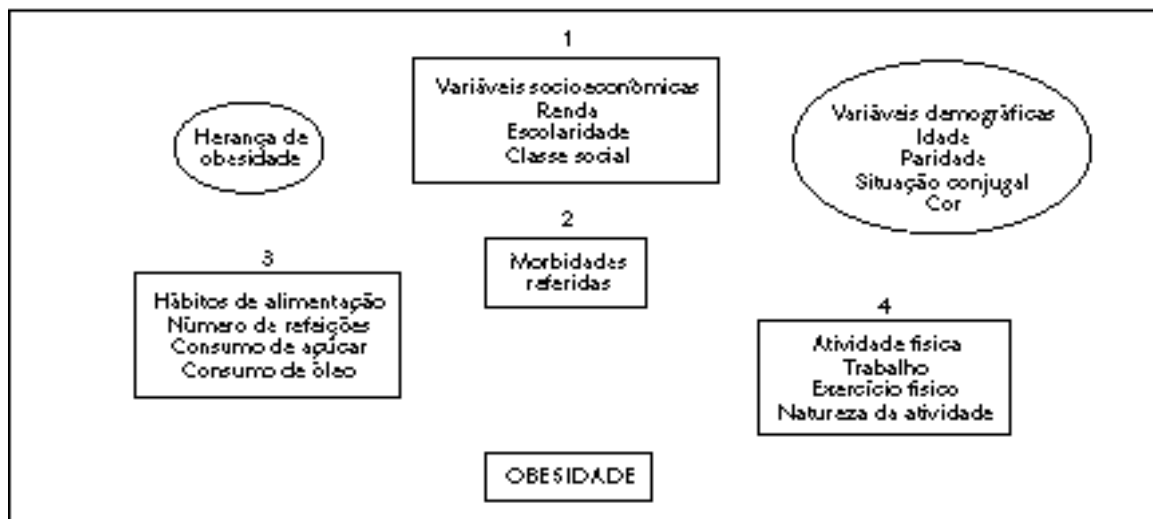 1
Variáveis socioeconômicas
Renda
Escolaridade
Classe social
Herança de
obesidade
Variáveis demográficas
Idade
Paridade
Situação conjugal
Cor
2
Morbidades
referidas
3
Hábitos de alimentação
Número de refeições
Consumo de açúcar
Consumo de óleo
4
Atividade física
Trabalho
Exercício físico
Natureza da atividade
OBESIDADE